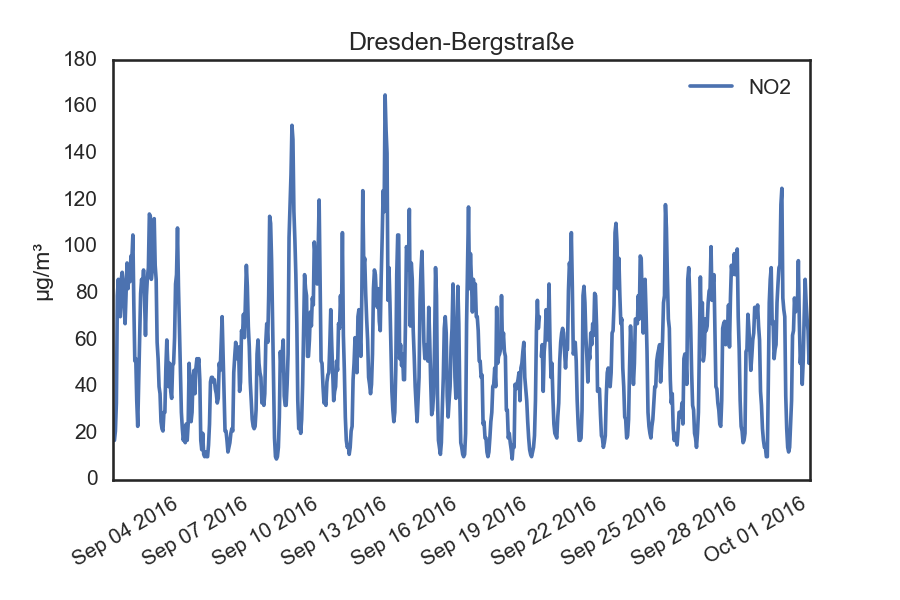 Dresden-Bergstraße
NO2
µg/m³
180
160
140
120
100
80
60
40
20
0
Sep 04 2016
Sep 07 2016
Sep 10 2016
Sep 13 2016
Sep 16 2016
Sep 19 2016
Sep 22 2016
Sep 25 2016
Sep 28 2016
Oct 01 2016